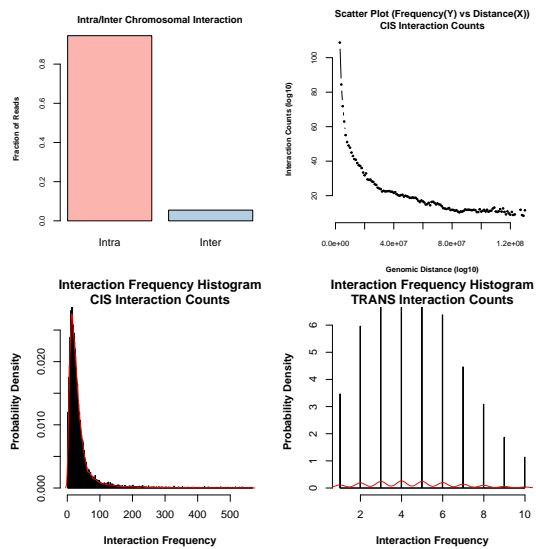 Intra/Inter Chromosomal Interaction
Fraction of Reads
0.0 0.2 0.4 0.6 0.8
Intra Inter
Scatter Plot (Frequency(Y) vs Distance(X))
CIS Interaction Counts
Interaction Counts (log10)
20 40 60 80 100
0.0e+00 4.0e+07 8.0e+07 1.2e+08
Genomic Distance (log10)
Interaction Frequency Histogram
CIS Interaction Counts
Probability Density
0.000 0.010 0.020
0 100 200 300 400 500
Interaction Frequency
Interaction Frequency Histogram
TRANS Interaction Counts
Probability Density
0 1 2 3 4 5 6
2 4 6 8 10
Interaction Frequency